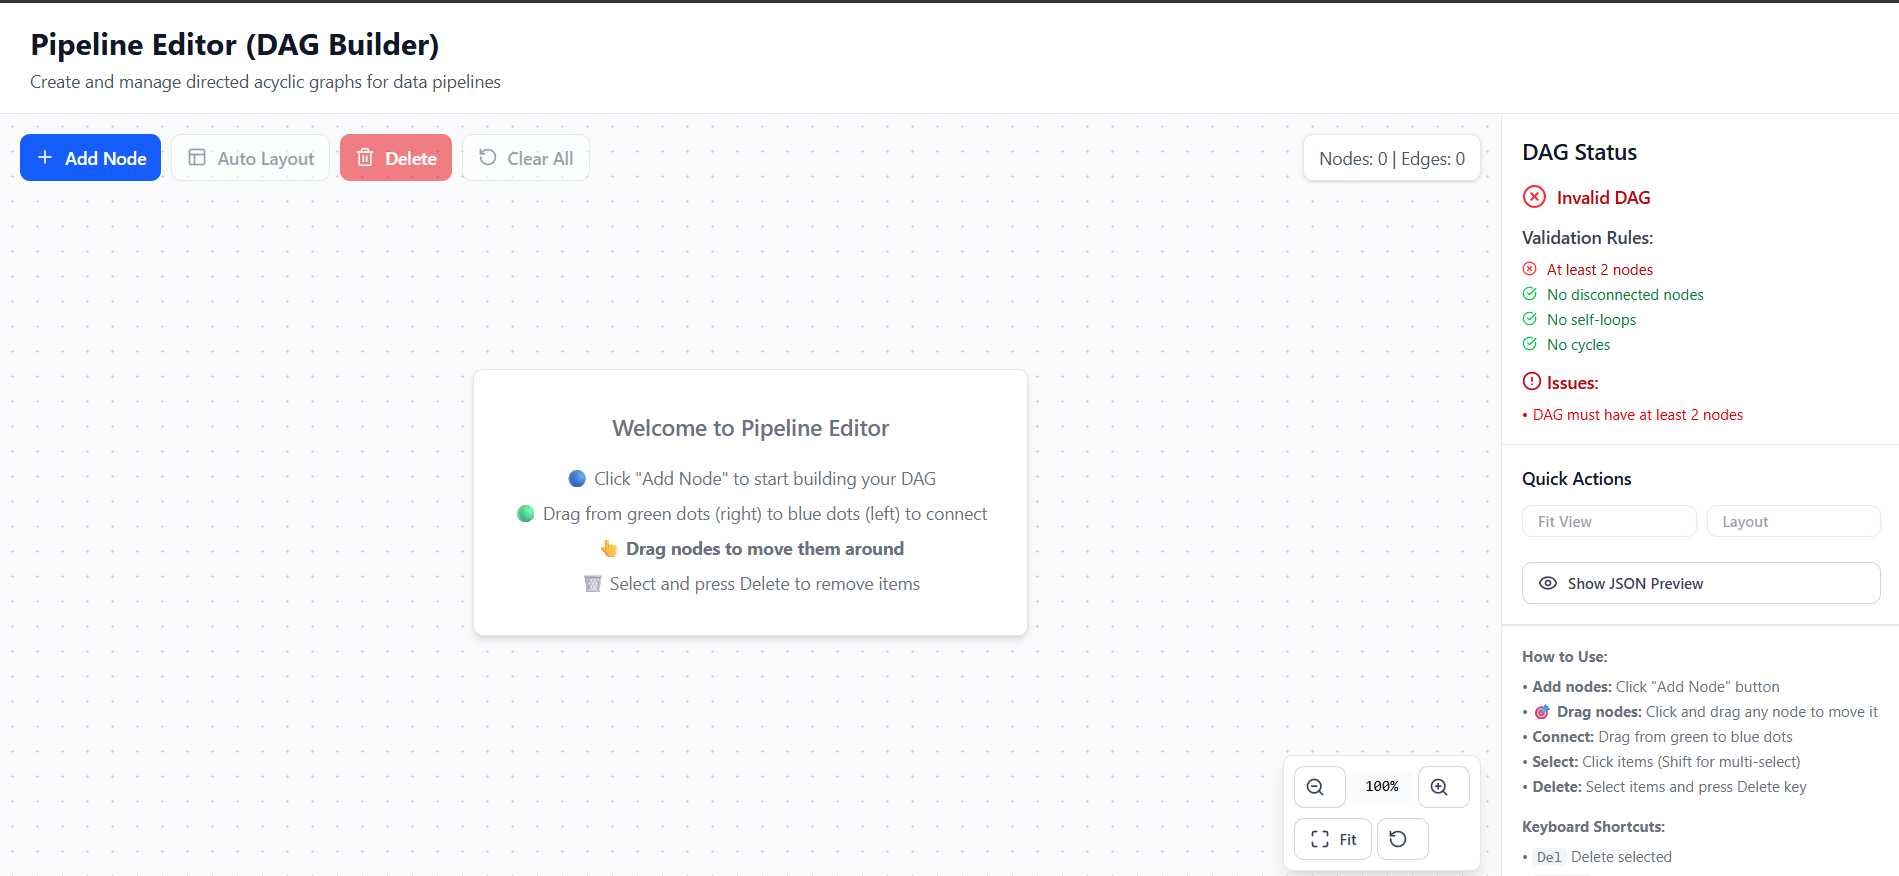 Pipeline Editor (DAG Builder)
Create and manage directed acyclic graphs for data pipelines
Add Node
Auto Layout
Delete
Clear All
Nodes: 0 | Edges: 0
Welcome to Pipeline Editor
Click "Add Node" to start building your DAG
Drag from green dots (right) to blue dots (left) to connect
Drag nodes to move them around
Select and press Delete to remove items
100%
Fit
DAG Status
Invalid DAG
Validation Rules:
At least 2 nodes
No disconnected nodes
No self-loops
No cycles
Issues:
• DAG must have at least 2 nodes
Quick Actions
Fit View
Layout
Show JSON Preview
How to Use:
• Add nodes: Click "Add Node" button
• 🎯 Drag nodes: Click and drag any node to move it
• Connect: Drag from green to blue dots
• Select: Click items (Shift for multi-select)
• Delete: Select items and press Delete key
Keyboard Shortcuts:
• Del Delete selected